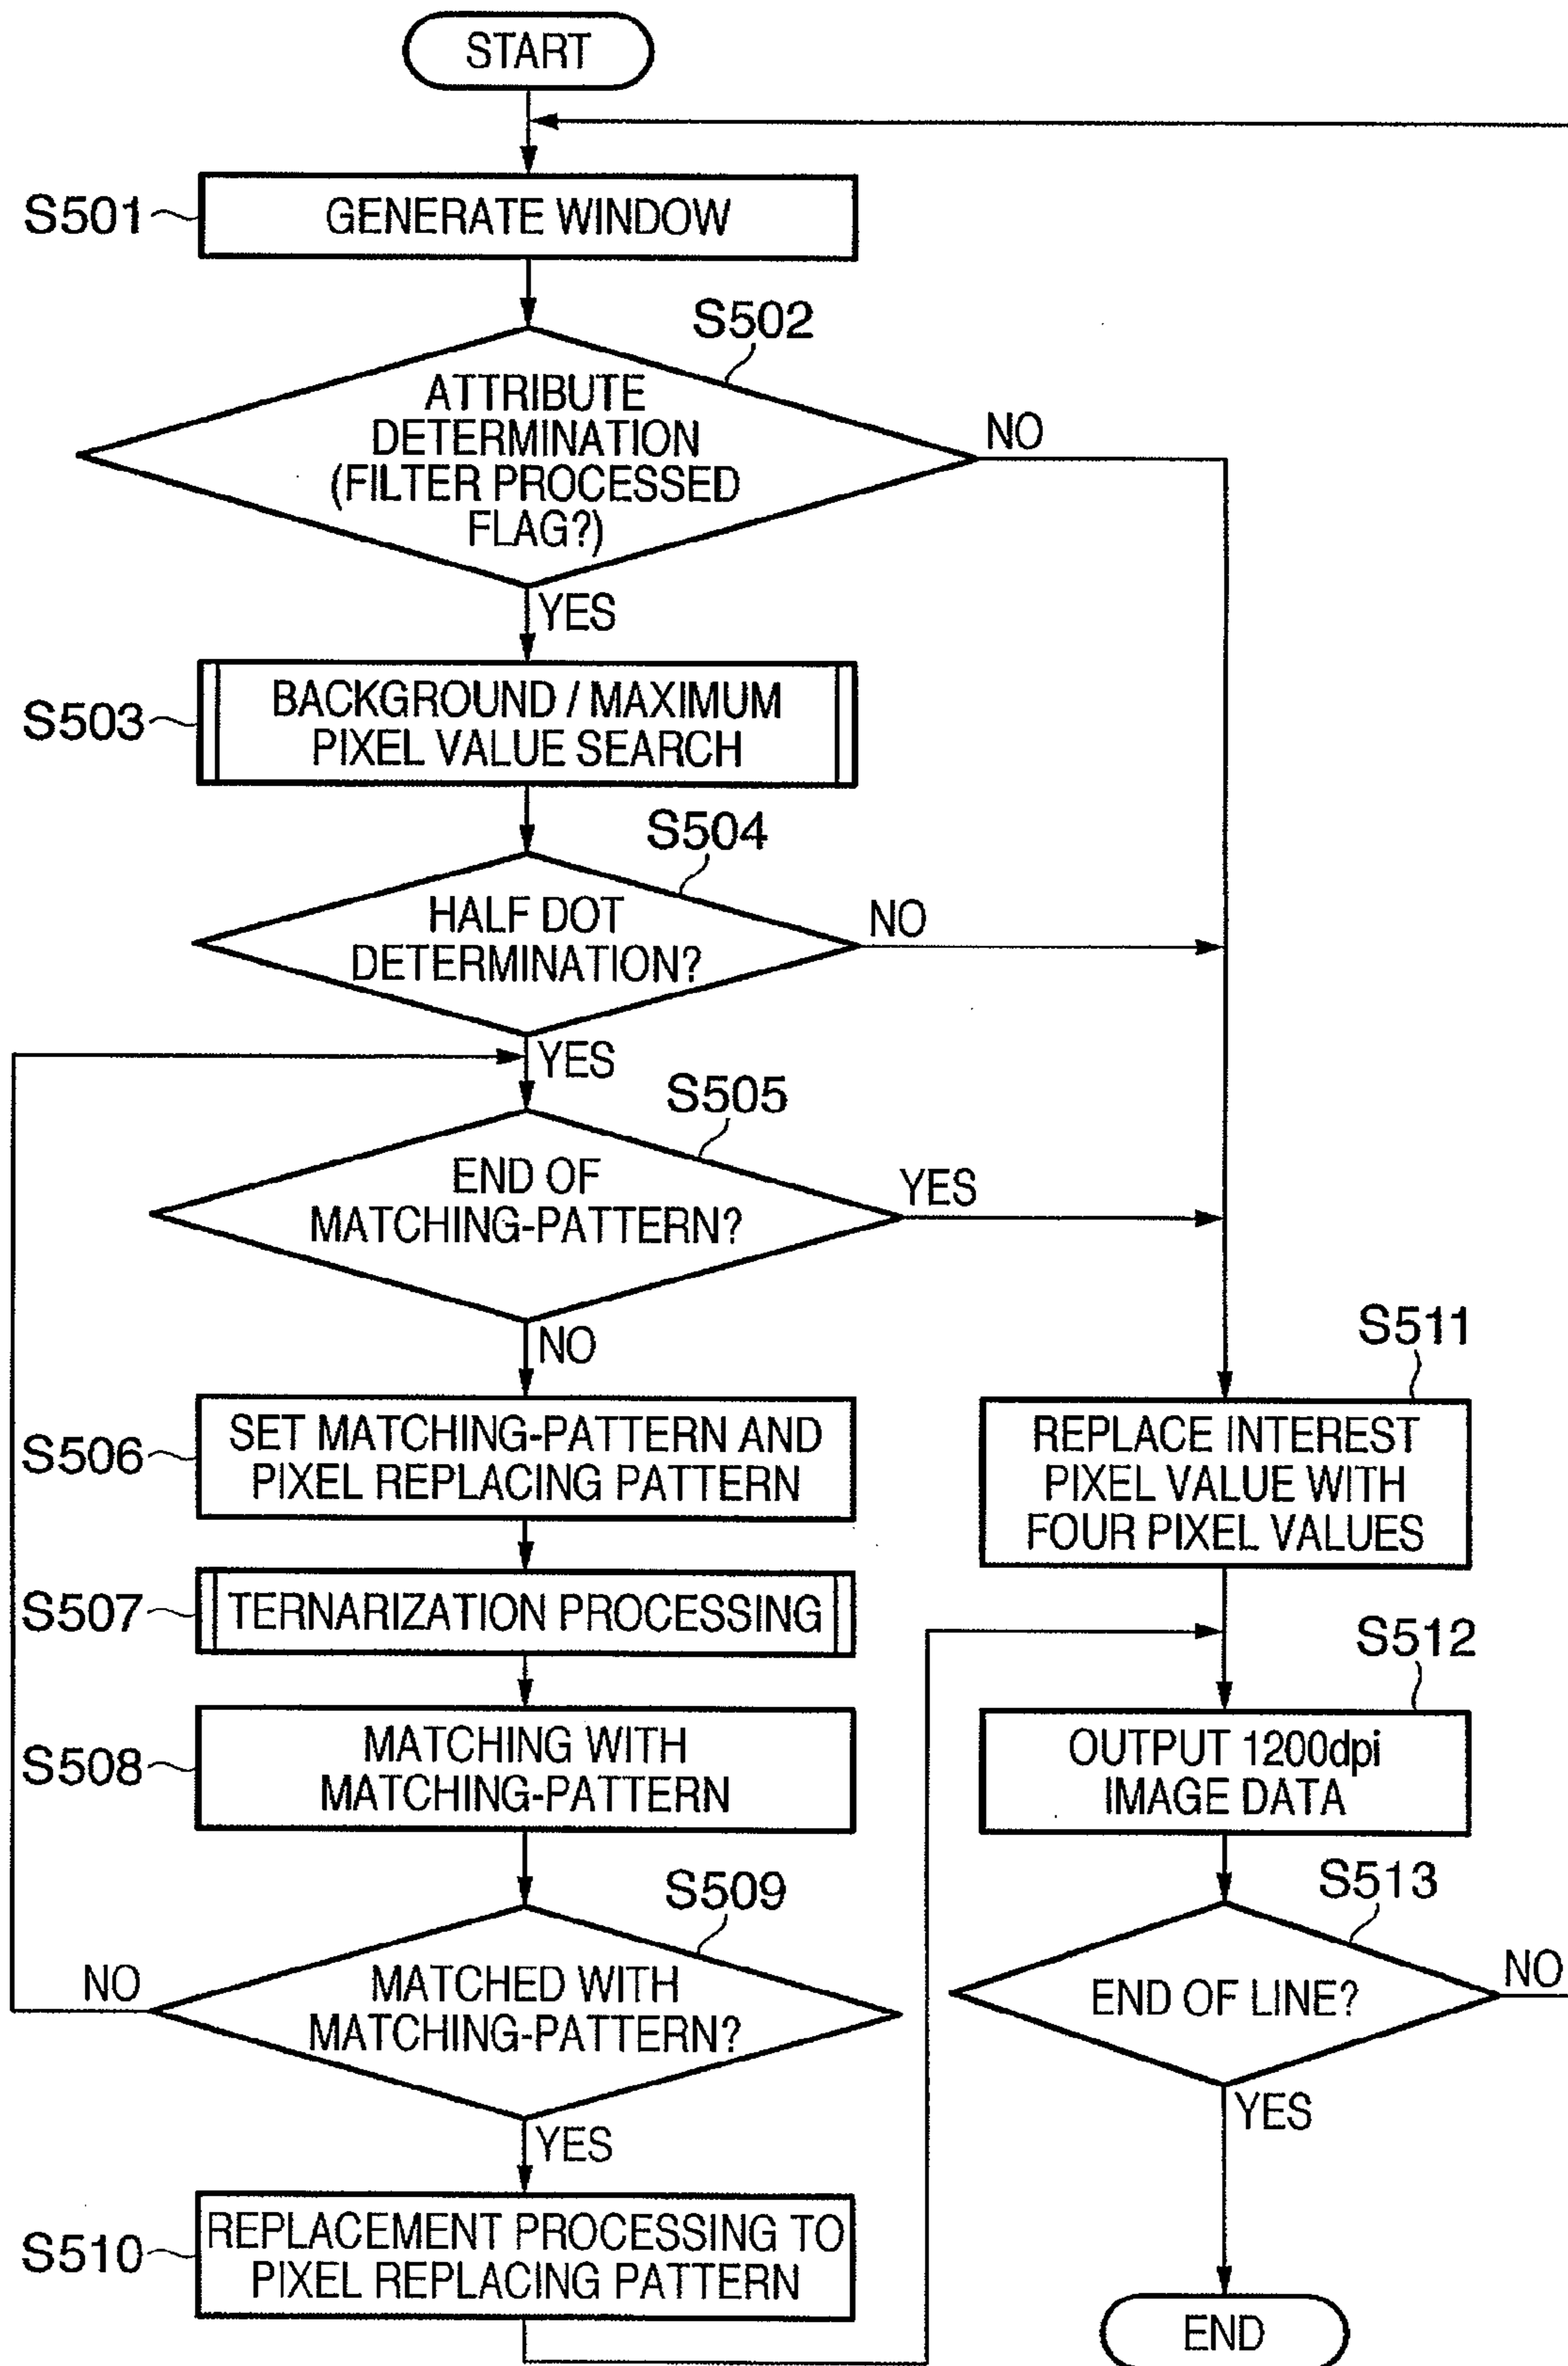 START
S501
GENERATE WINDOW
S502
ATTRIBUTE
DETERMINATION
(FILTER PROCESSED
FLAG?)
NO
YES
S503
BACKGROUND / MAXIMUM
PIXEL VALUE SEARCH
S504
HALF DOT
DETERMINATION?
NO
YES
S505
END OF
MATCHING-PATTERN?
YES
NO
S506
SET MATCHING-PATTERN AND
PIXEL REPLACING PATTERN
S507
TERNARIZATION PROCESSING
S508
MATCHING WITH
MATCHING-PATTERN
S509
MATCHED WITH
MATCHING-PATTERN?
NO
YES
S510
REPLACEMENT PROCESSING TO
PIXEL REPLACING PATTERN
S511
REPLACE INTEREST
PIXEL VALUE WITH
FOUR PIXEL VALUES
S512
OUTPUT 1200dpi
IMAGE DATA
S513
END OF LINE?
NO
YES
END